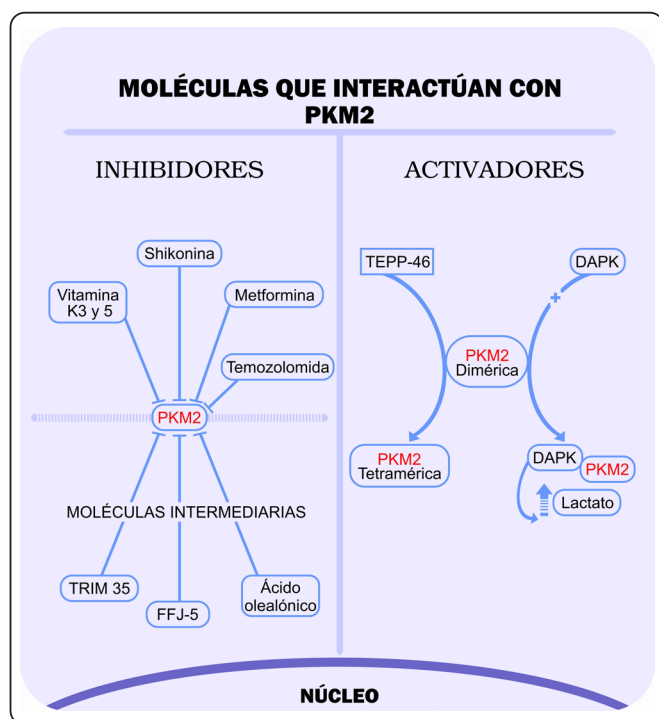 MOLÉCULAS QUE INTERACTÚAN CON
PKM2
INHIBIDORES
Shikonina
Vitamina
K3 y 5
Metformina
Temozolomida
PKM2
MOLÉCULAS INTERMEDIARIAS
TRIM 35
FFJ-5
Ácido
olealónico
ACTIVADORES
TEPP-46
DAPK
+
PKM2
Dimérica
PKM2
Tetramérica
DAPK
PKM2
Lactato
NÚCLEO